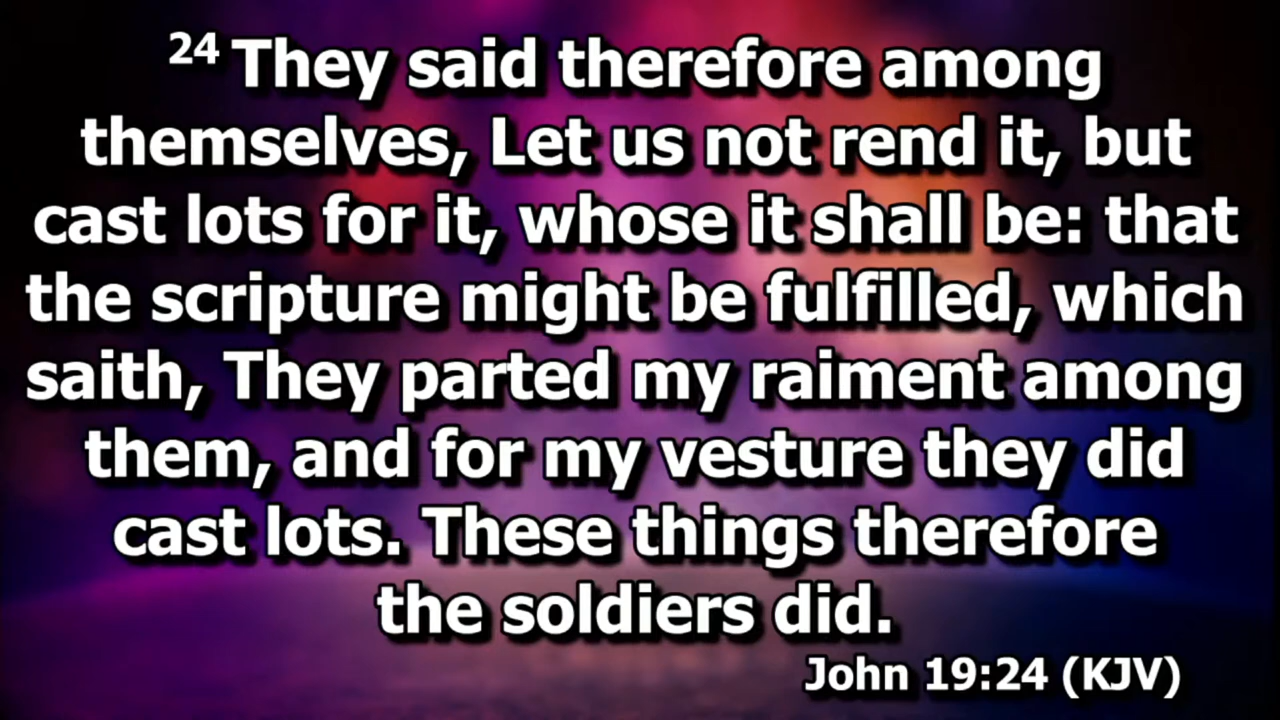 24 They said therefore among
themselves, Let us not rend it, but
cast lots for it, whose it shall be: that
the scripture might be fulfilled, which
saith, They parted my raiment among
them, and for my vesture they did
cast lots. These things therefore
the soldiers did.
John 19:24 (KJV)